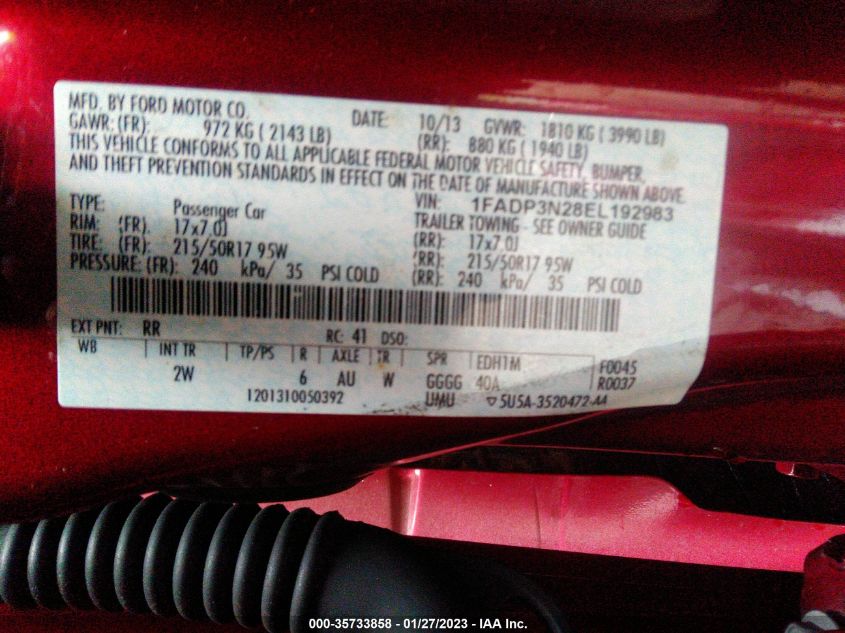 MFD. BY FORD MOTOR CO.
DATE: 10/13 GVWR: 1810 KG ( 3990 LB)
GAWR: (FR): 972 KG ( 2143 LB) (RR): 880 KG ( 1940 LB)
THIS VEHICLE CONFORMS TO ALL APPLICABLE FEDERAL MOTOR VEHICLE SAFETY, BUMPER,
AND THEFT PREVENTION STANDARDS IN EFFECT ON THE DATE OF MANUFACTURE SHOWN ABOVE.
VIN: 1FADP3N28EL192983
TYPE: Passenger Car TRAILER TOWING - SEE OWNER GUIDE
RIM: (FR): 17x7.0J (RR): 17x7.0J
TIRE: (FR): 215/50R17 95W (RR): 215/50R17 95W
PRESSURE: (FR): 240 kPa/ 35 PSI COLD (RR): 240 kPa/ 35 PSI COLD
EXT PNT: RR RC: 41 DSO:
WB INT TR TP/PS R AXLE TR SPR EDH1M F0045
2W 6 AU W GGGG 40A R0037
1201310050392 UMU ▽5U5A-3520472-AA
000-35733858 — 01/27/2023 — IAA Inc.